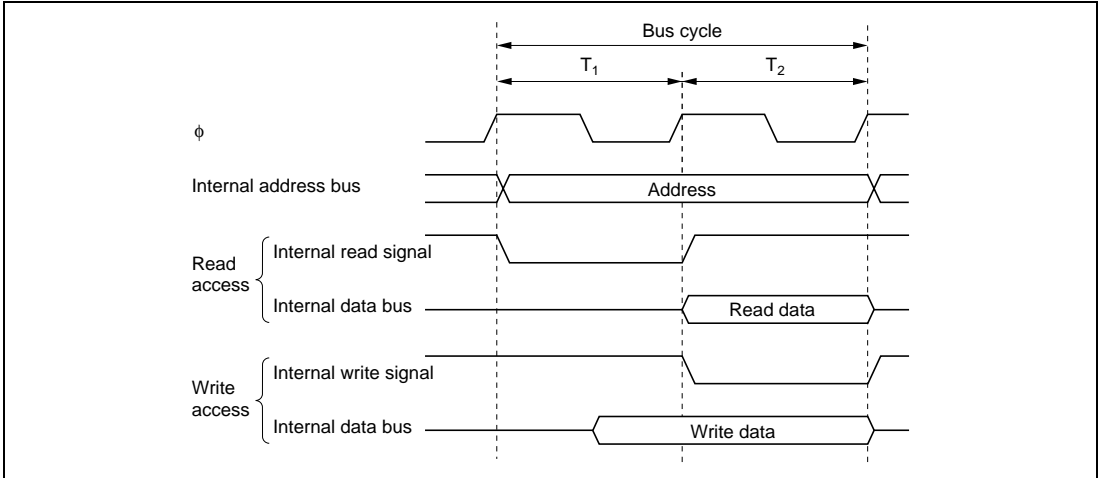 Bus cycle
T₁ T₂
ϕ
Internal address bus
Address
Read
access
Internal read signal
Internal data bus
Read data
Write
access
Internal write signal
Internal data bus
Write data